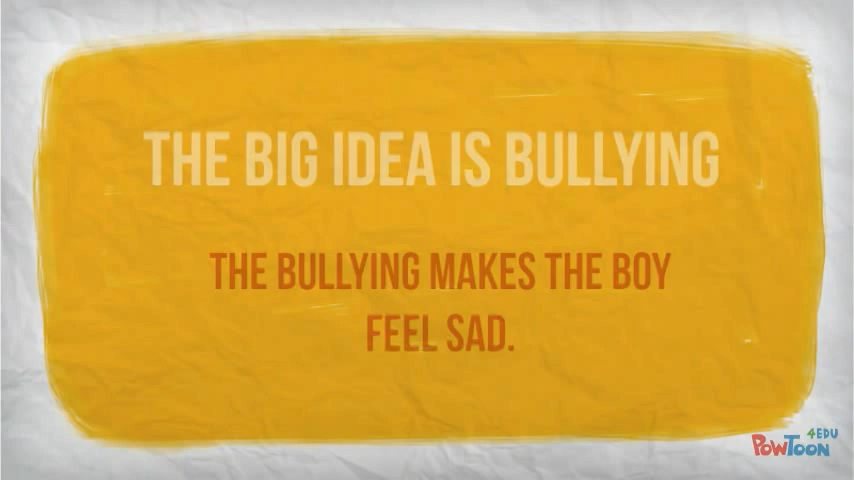 THE BIG IDEA IS BULLYING
THE BULLYING MAKES THE BOY
FEEL SAD.
4EDU
POWTOON